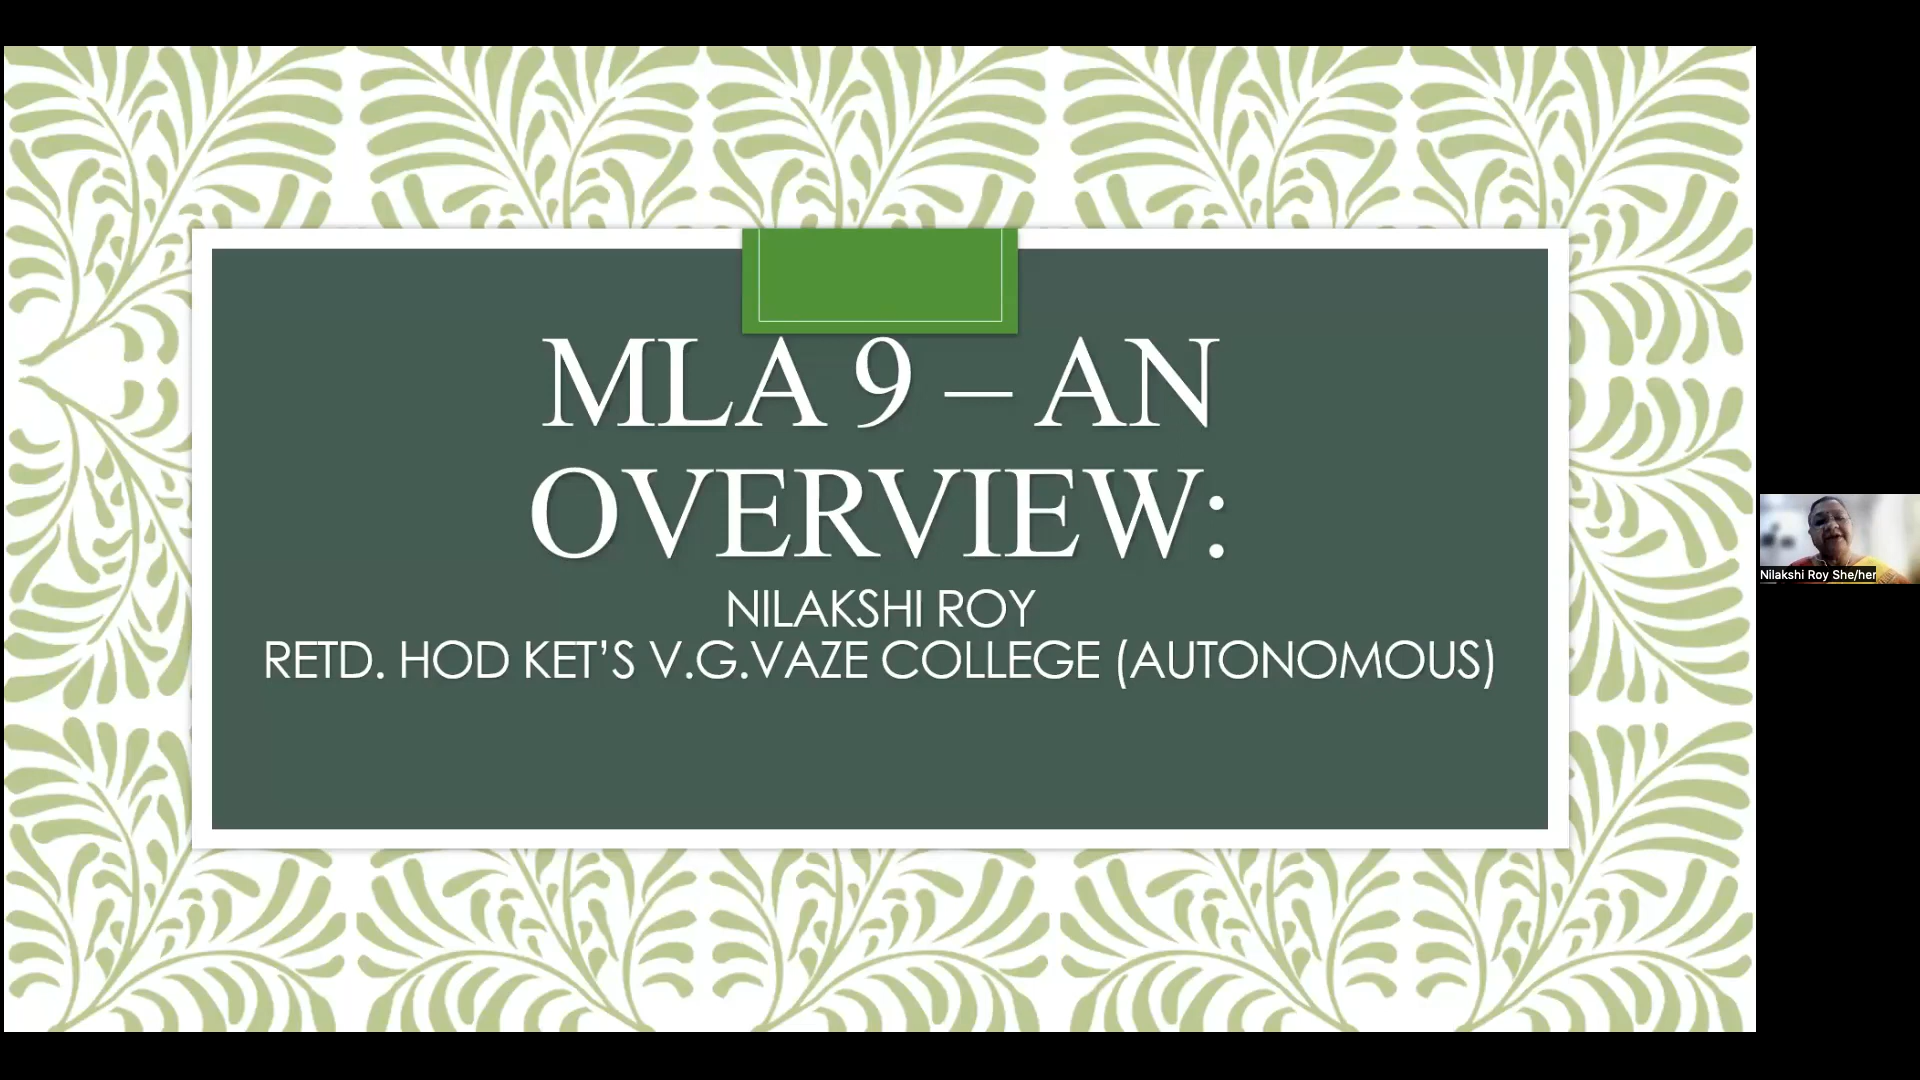 MLA 9 – AN
OVERVIEW:
NILAKSHI ROY
RETD. HOD KET’S V.G.VAZE COLLEGE (AUTONOMOUS)
Nilakshi Roy She/her